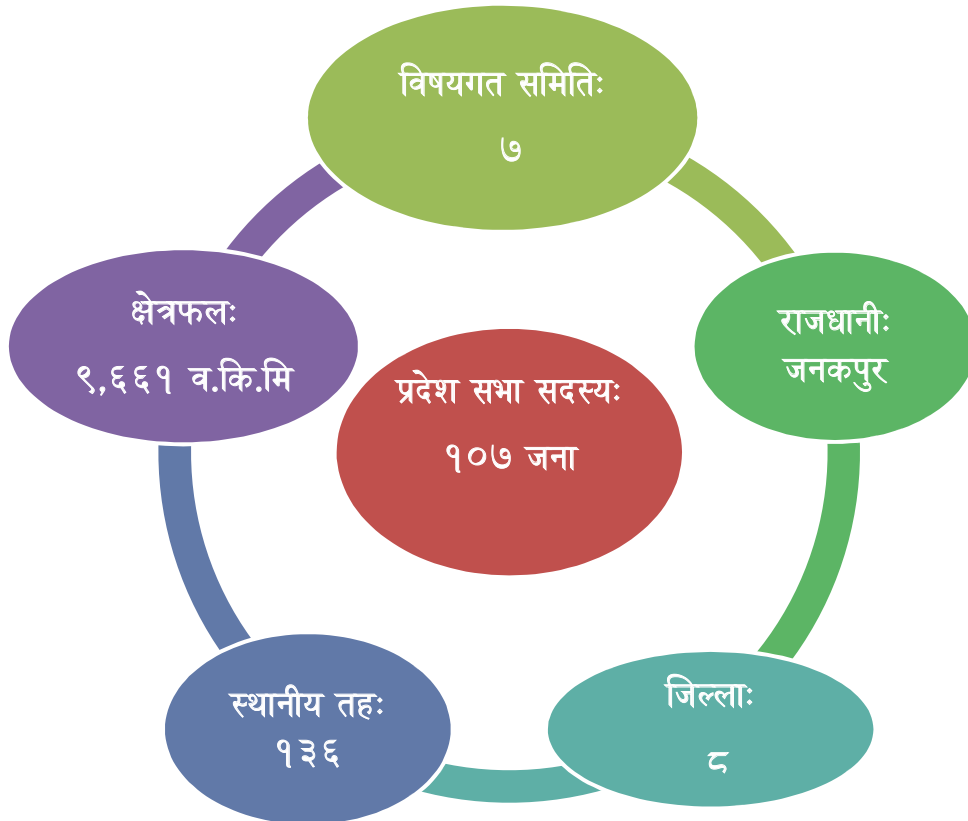 विषयगत समितिः
७
क्षेत्रफलः
९,६६१ व.कि.मि
राजधानीः
जनकपुर
प्रदेश सभा सदस्यः
१०७ जना
स्थानीय तहः
१३६
जिल्लाः
८